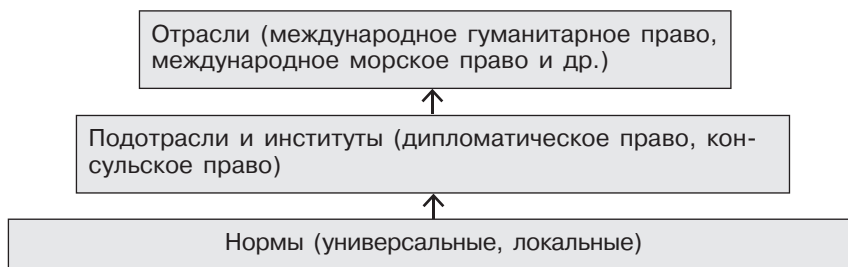 Отрасли (международное гуманитарное право,
международное морское право и др.)
Подотрасли и институты (дипломатическое право, кон-
сульское право)
Нормы (универсальные, локальные)